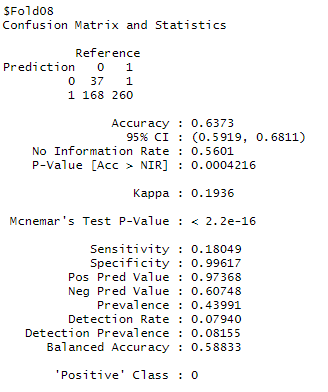 $Fold08
Confusion Matrix and Statistics
Reference
Prediction 0 1
0 37 1
1 168 260
Accuracy : 0.6373
95% CI : (0.5919, 0.6811)
No Information Rate : 0.5601
P-Value [Acc > NIR] : 0.0004216
Kappa : 0.1936
Mcnemar's Test P-Value : < 2.2e-16
Sensitivity : 0.18049
Specificity : 0.99617
Pos Pred Value : 0.97368
Neg Pred Value : 0.60748
Prevalence : 0.43991
Detection Rate : 0.07940
Detection Prevalence : 0.08155
Balanced Accuracy : 0.58833
'Positive' Class : 0